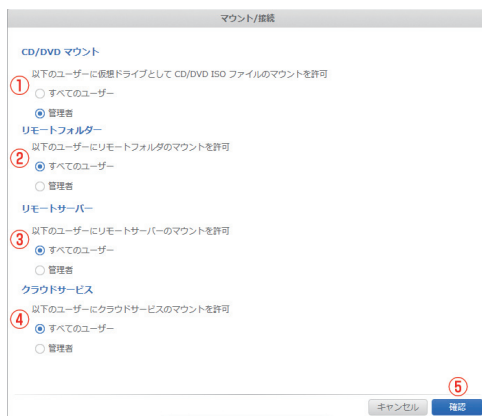 マウント/接続
CD/DVD マウント
以下のユーザーに仮想ドライブとして CD/DVD ISO ファイルのマウントを許可
①
すべてのユーザー
管理者
リモートフォルダー
以下のユーザーにリモートフォルダのマウントを許可
②
すべてのユーザー
管理者
リモートサーバー
以下のユーザーにリモートサーバーのマウントを許可
③
すべてのユーザー
管理者
クラウドサービス
以下のユーザーにクラウドサービスのマウントを許可
④
すべてのユーザー
管理者
⑤
キャンセル 確認